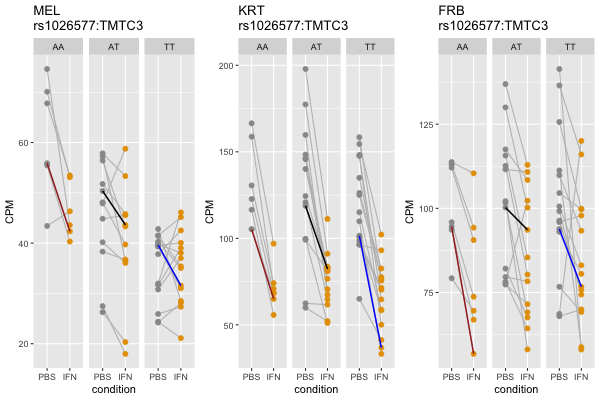 MEL
rs1026577:TMTC3
AA AT TT
CPM
60
40
20
PBS IFN PBS IFN PBS IFN
condition
KRT
rs1026577:TMTC3
AA AT TT
CPM
200
150
100
50
PBS IFN PBS IFN PBS IFN
condition
FRB
rs1026577:TMTC3
AA AT TT
CPM
125
100
75
PBS IFN PBS IFN PBS IFN
condition